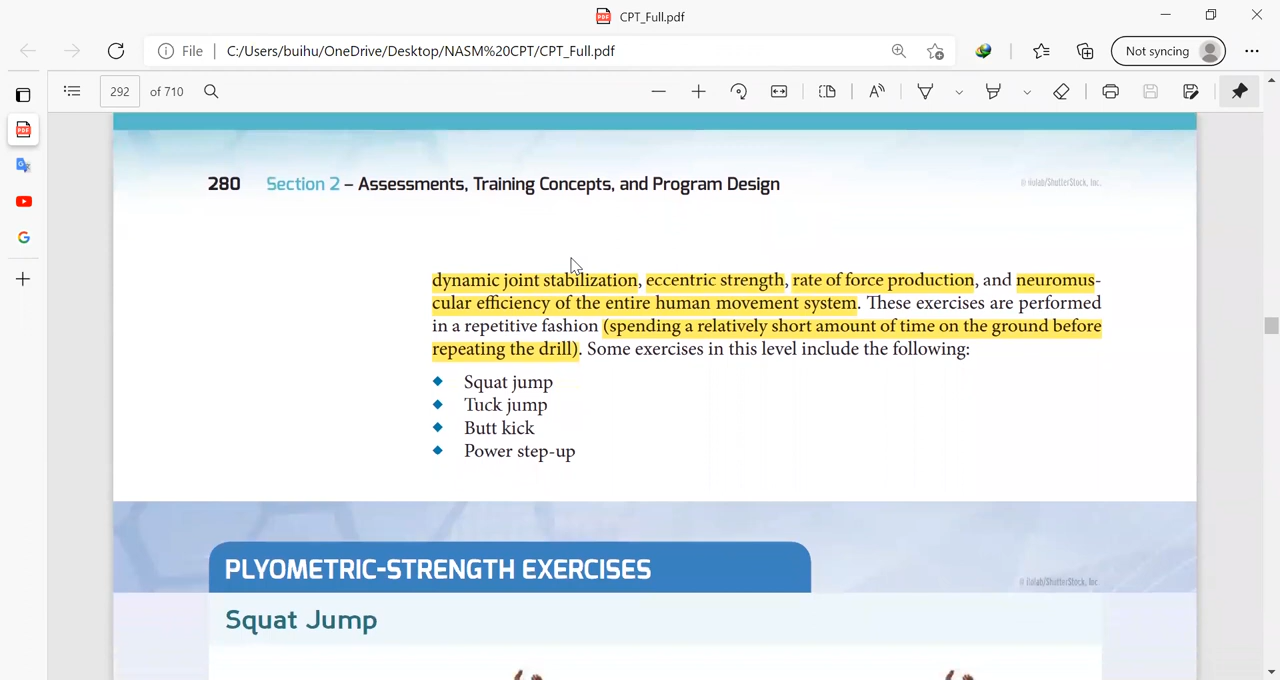 CPT_Full.pdf
File
C:/Users/buihu/OneDrive/Desktop/NASM%20CPT/CPT_Full.pdf
Not syncing
292 of 710
280 Section 2 – Assessments, Training Concepts, and Program Design
dynamic joint stabilization, eccentric strength, rate of force production, and neuromus-
cular efficiency of the entire human movement system. These exercises are performed
in a repetitive fashion (spending a relatively short amount of time on the ground before
repeating the drill). Some exercises in this level include the following:
Squat jump
Tuck jump
Butt kick
Power step-up
PLYOMETRIC-STRENGTH EXERCISES
Squat Jump